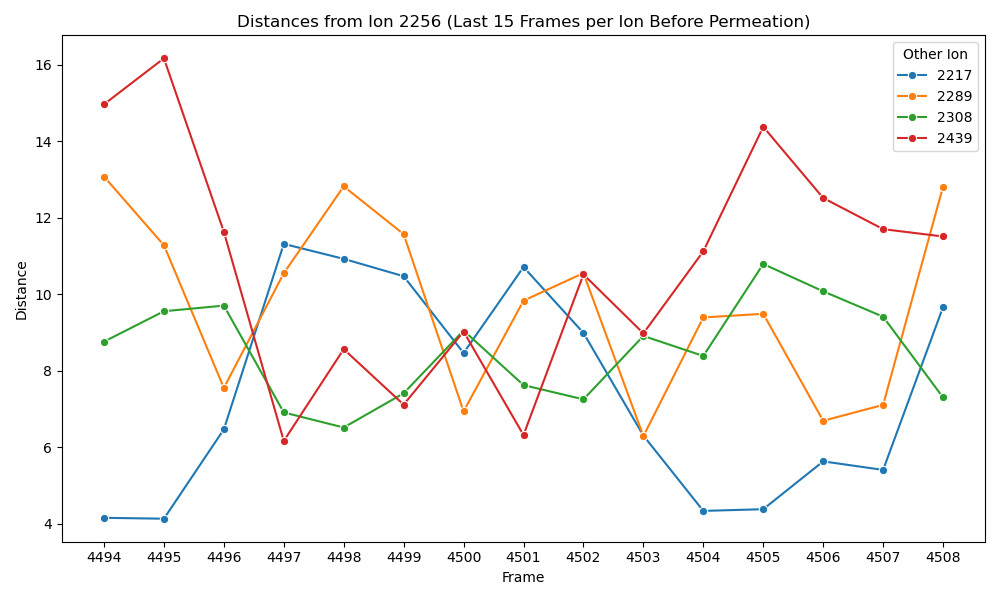 Distances from Ion 2256 (Last 15 Frames per Ion Before Permeation)
Other Ion
2217
2289
2308
2439
Distance
16
14
12
10
8
6
4
4494 4495 4496 4497 4498 4499 4500 4501 4502 4503 4504 4505 4506 4507 4508
Frame